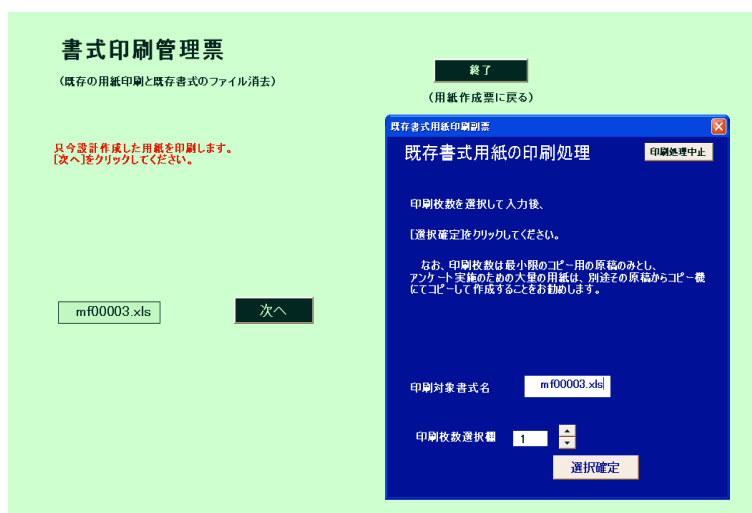 書式印刷管理票
（既存の用紙印刷と既存書式のファイル消去）
終了
（用紙作成票に戻る）
只今設計作成した用紙を印刷します。
[次へ]をクリックしてください。
mf00003.xls
次へ
既存書式用紙印刷副票
既存書式用紙の印刷処理
印刷処理中止
印刷枚数を選択して入力後、
[選択確定]をクリックしてください。
なお、印刷枚数は最小限のコピー用の原稿のみとし、
アンケート実施のための大量の用紙は、別途その原稿からコピー機
にてコピーして作成することをお勧めします。
印刷対象書式名
mf00003.xls
印刷枚数選択欄
1
選択確定